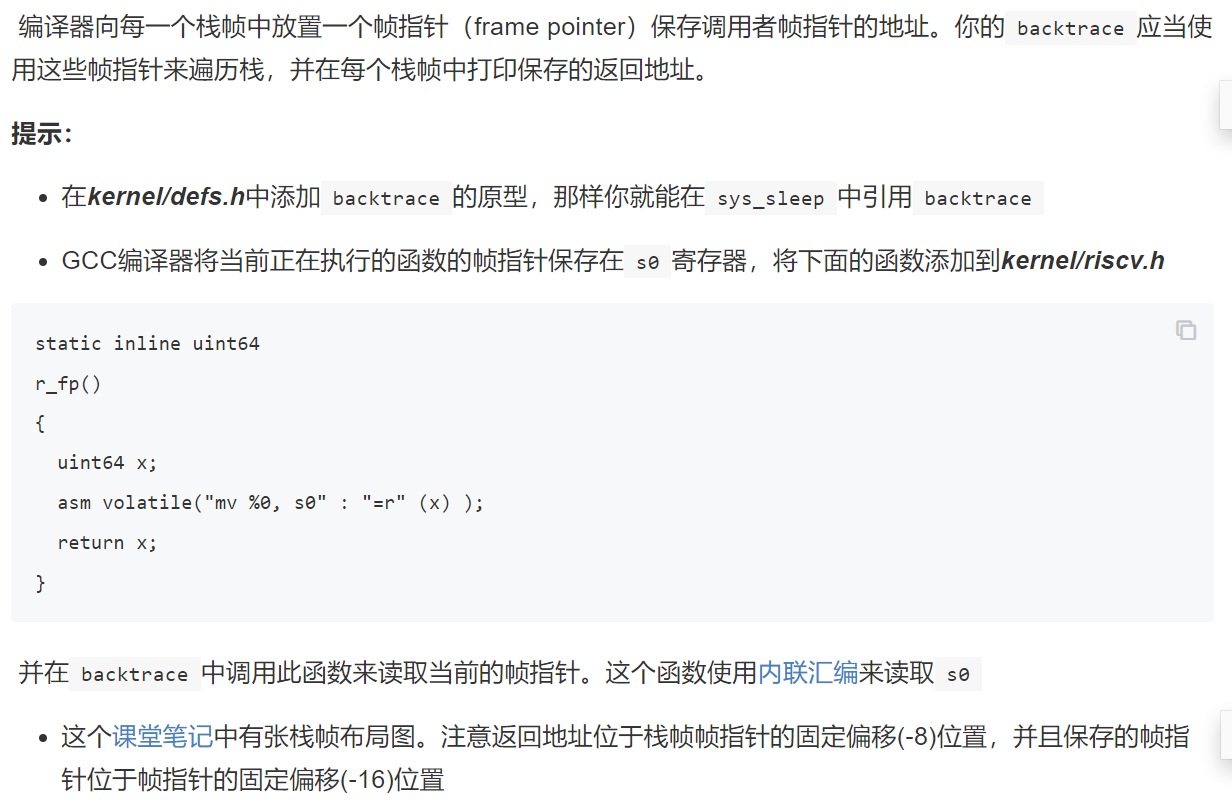 编译器向每一个栈帧中放置一个帧指针（frame pointer）保存调用者帧指针的地址。你的 backtrace 应当使
用这些帧指针来遍历栈，并在每个栈帧中打印保存的返回地址。
提示：
• 在kernel/defs.h中添加 backtrace 的原型，那样你就能在 sys_sleep 中引用 backtrace
• GCC编译器将当前正在执行的函数的帧指针保存在 s0 寄存器，将下面的函数添加到kernel/riscv.h
static inline uint64
r_fp()
{
  uint64 x;
  asm volatile("mv %0, s0" : "=r" (x) );
  return x;
}
并在 backtrace 中调用此函数来读取当前的帧指针。这个函数使用内联汇编来读取 s0
• 这个课堂笔记中有张栈帧布局图。注意返回地址位于栈帧帧指针的固定偏移(-8)位置，并且保存的帧指
针位于帧指针的固定偏移(-16)位置